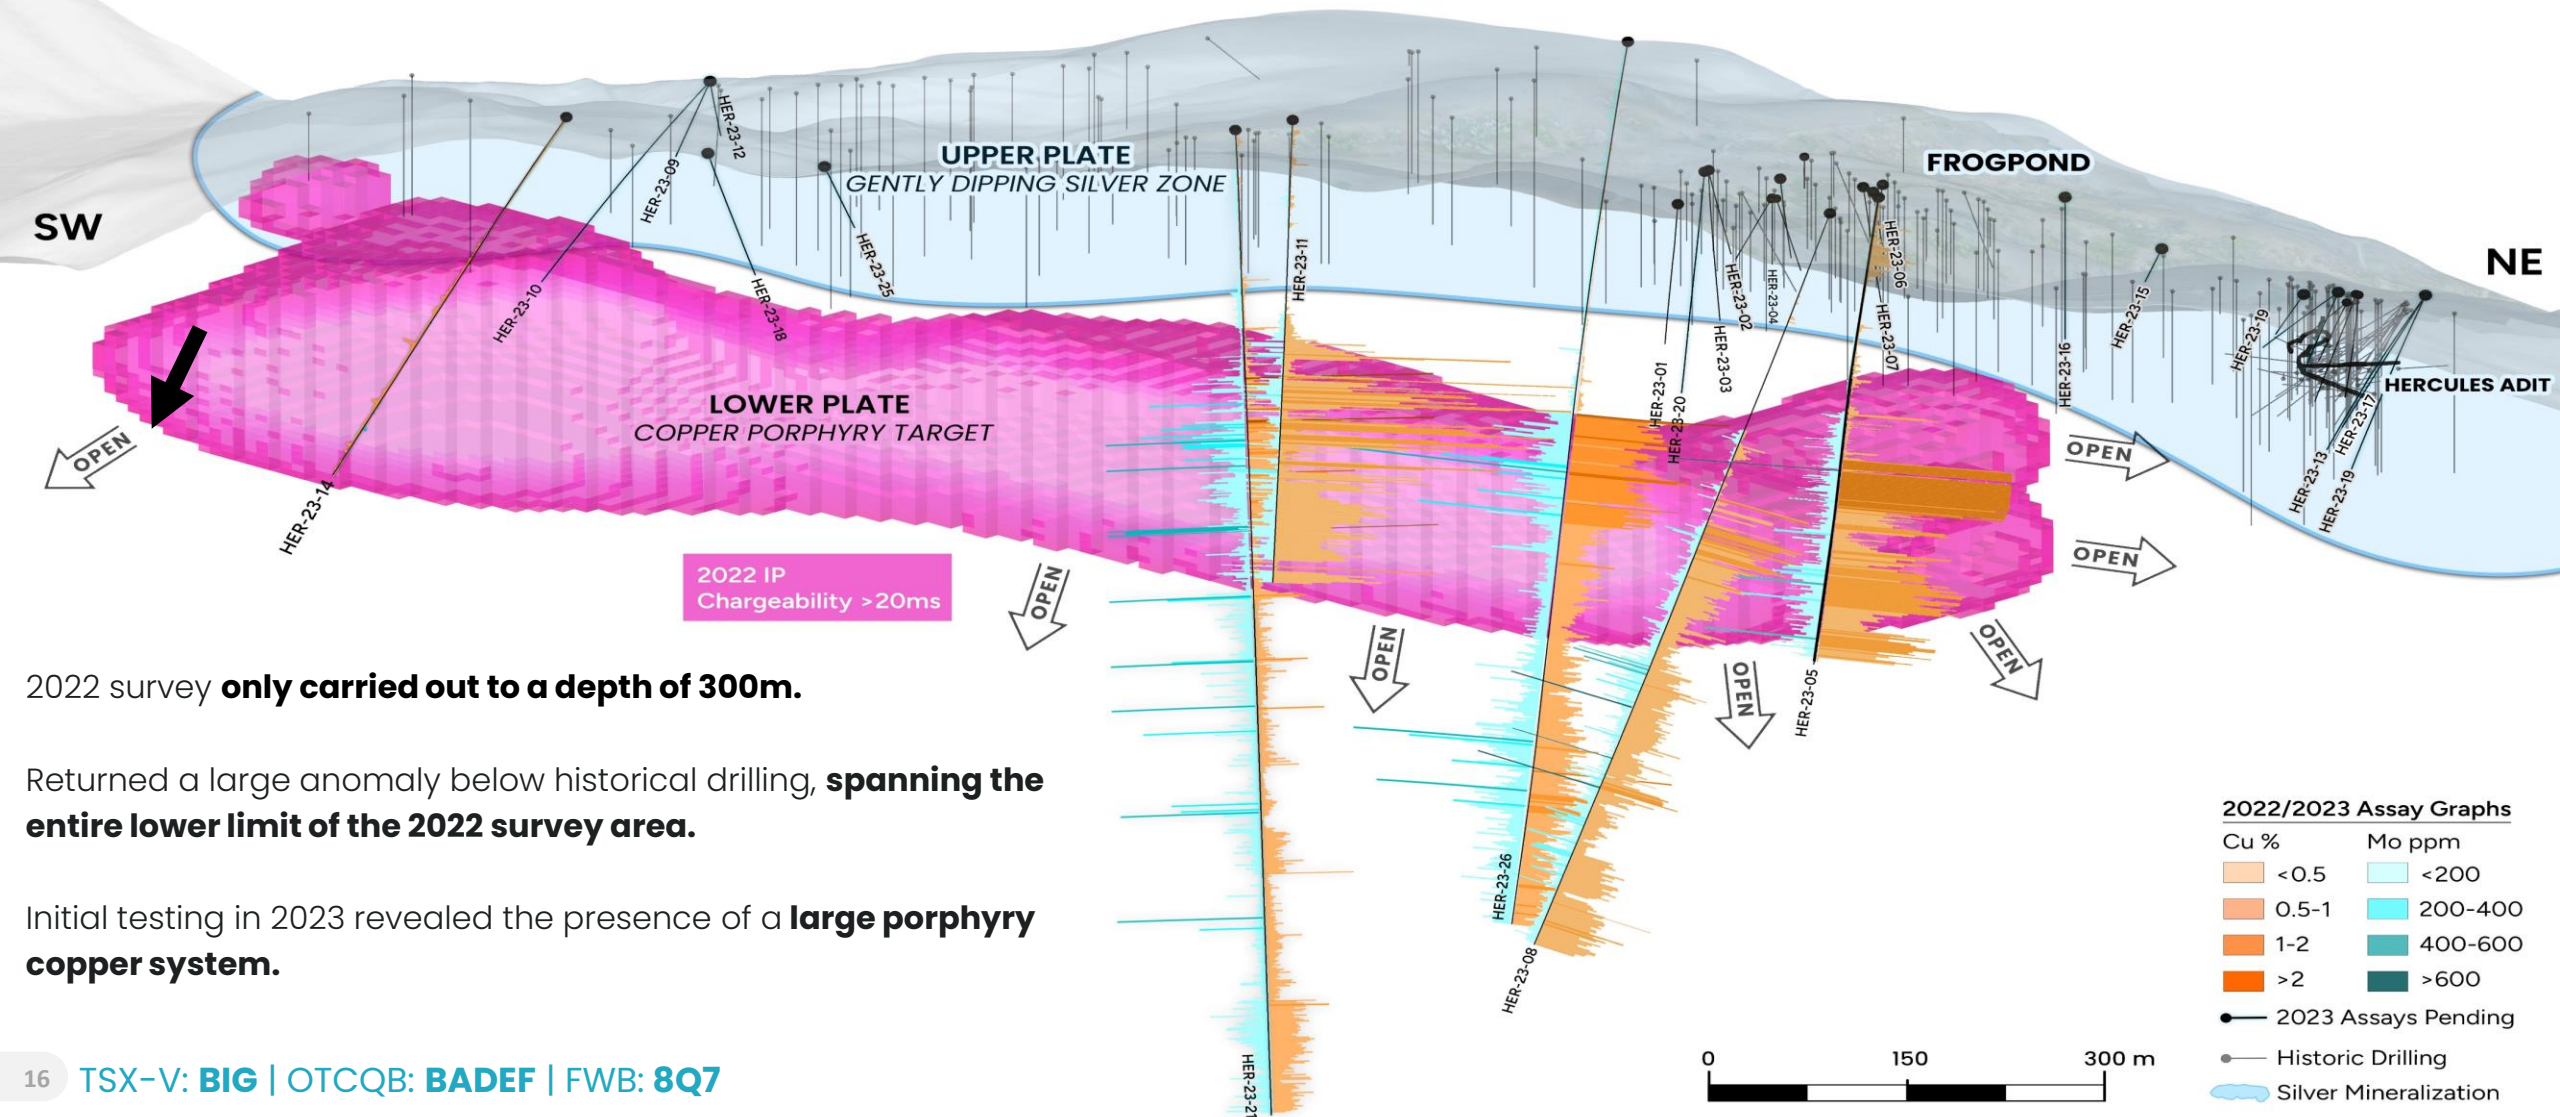 UPPER PLATE
GENTLY DIPPING SILVER ZONE
FROGPOND
SW
NE
HERCULES ADIT
LOWER PLATE
COPPER PORPHYRY TARGET
HER-23-12
HER-23-09
HER-23-10
HER-23-18
HER-23-25
HER-23-14
HER-23-11
HER-23-01
HER-23-20
HER-23-02
HER-23-03
HER-23-04
HER-23-06
HER-23-07
HER-23-16
HER-23-15
HER-23-19
HER-23-17
HER-23-13
HER-23-19
HER-23-05
HER-23-26
HER-23-08
HER-23-21
OPEN
OPEN
OPEN
OPEN
OPEN
OPEN
OPEN
2022 IP
Chargeability >20ms
2022 survey only carried out to a depth of 300m.
Returned a large anomaly below historical drilling, spanning the
entire lower limit of the 2022 survey area.
Initial testing in 2023 revealed the presence of a large porphyry
copper system.
2022/2023 Assay Graphs
Cu % Mo ppm
<0.5 <200
0.5-1 200-400
1-2 400-600
>2 >600
2023 Assays Pending
Historic Drilling
Silver Mineralization
0 150 300 m
16 TSX-V: BIG | OTCQB: BADEF | FWB: 8Q7